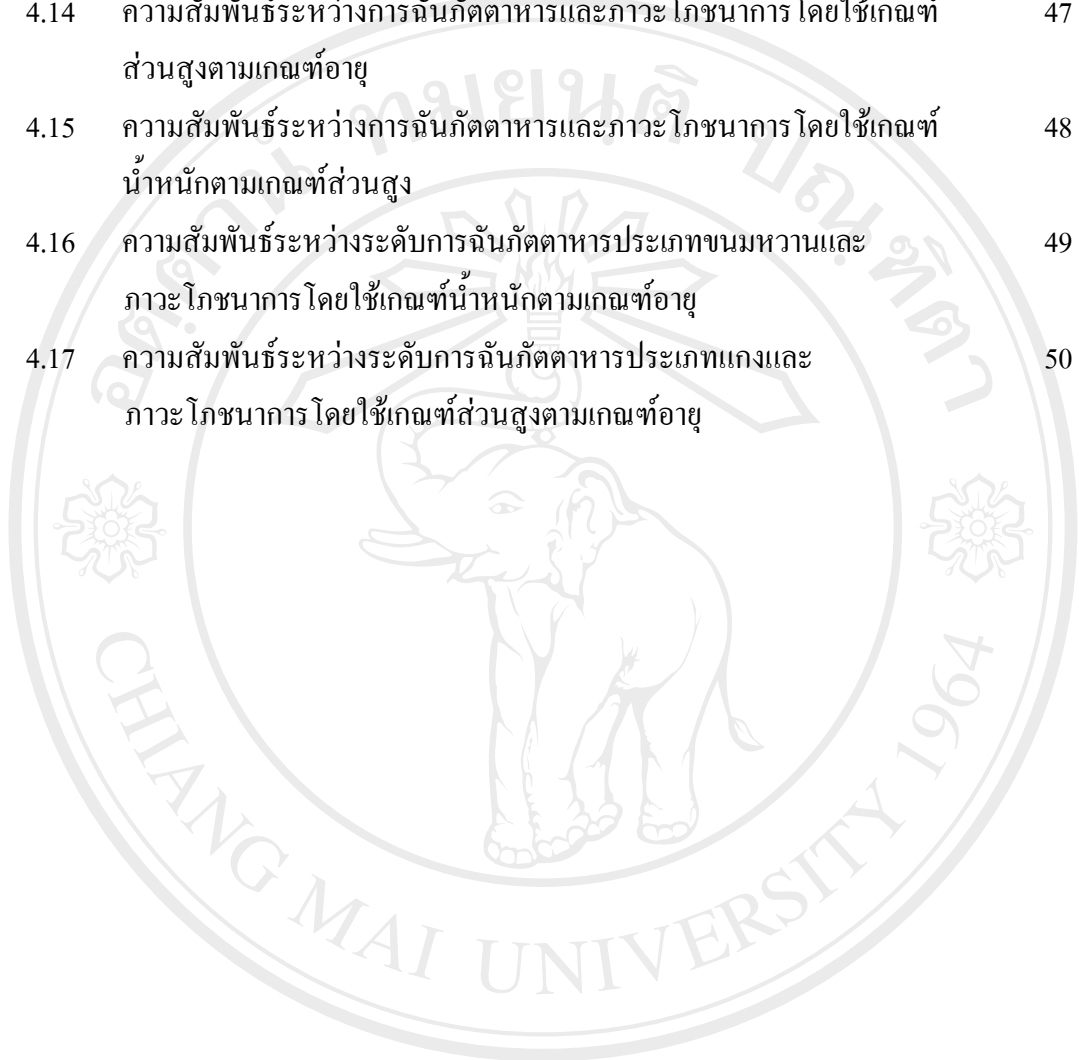 4.14 ความสัมพันธ์ระหว่างการฉันภัตตาหารและภาวะโภชนาการโดยใช้เกณฑ์ 47
ส่วนสูงตามเกณฑ์อายุ
4.15 ความสัมพันธ์ระหว่างการฉันภัตตาหารและภาวะโภชนาการโดยใช้เกณฑ์ 48
น้ำหนักตามเกณฑ์ส่วนสูง
4.16 ความสัมพันธ์ระหว่างระดับการฉันภัตตาหารประเภทขนมหวานและ 49
ภาวะโภชนาการโดยใช้เกณฑ์น้ำหนักตามเกณฑ์อายุ
4.17 ความสัมพันธ์ระหว่างระดับการฉันภัตตาหารประเภทแกงและ 50
ภาวะโภชนาการโดยใช้เกณฑ์ส่วนสูงตามเกณฑ์อายุ
อตฺตานํ ทมยนฺติ ปณฺฑิตา
CHIANG MAI UNIVERSITY 1964